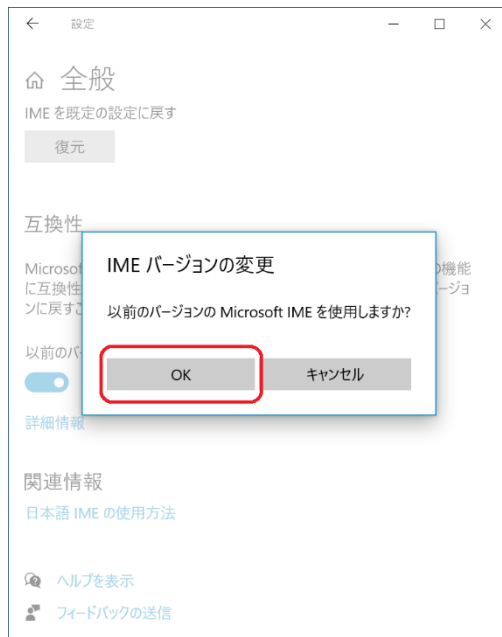 設定
全般
IME を既定の設定に戻す
復元
互換性
Microsof の機能
に互換性 バージョ
ンに戻すこ
IME バージョンの変更
以前のバージョンの Microsoft IME を使用しますか?
以前のバ
OK
キャンセル
詳細情報
関連情報
日本語 IME の使用方法
ヘルプを表示
フィードバックの送信